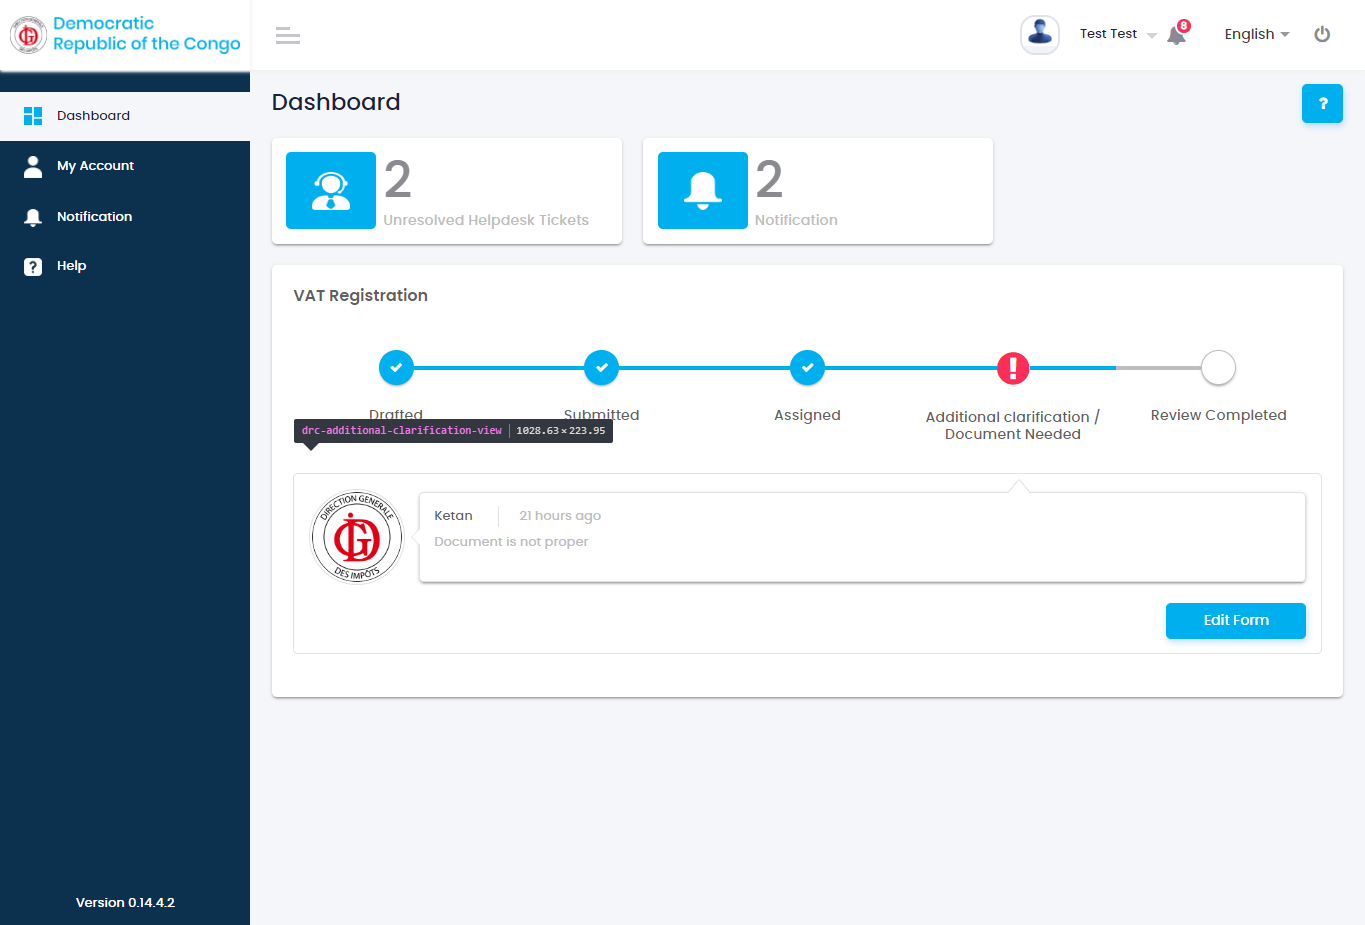 Democratic
Republic of the Congo
Test Test
8
English
Dashboard
My Account
Notification
?
Help
Version 0.14.4.2
Dashboard
?
2
Unresolved Helpdesk Tickets
2
Notification
VAT Registration
!
Drafted
Submitted
Assigned
Additional clarification /
Document Needed
Review Completed
drc-additional-clarification-view | 1028.63 × 223.95
DIRECTION GENERALE
DES IMPÔTS
Ketan
21 hours ago
Document is not proper
Edit Form